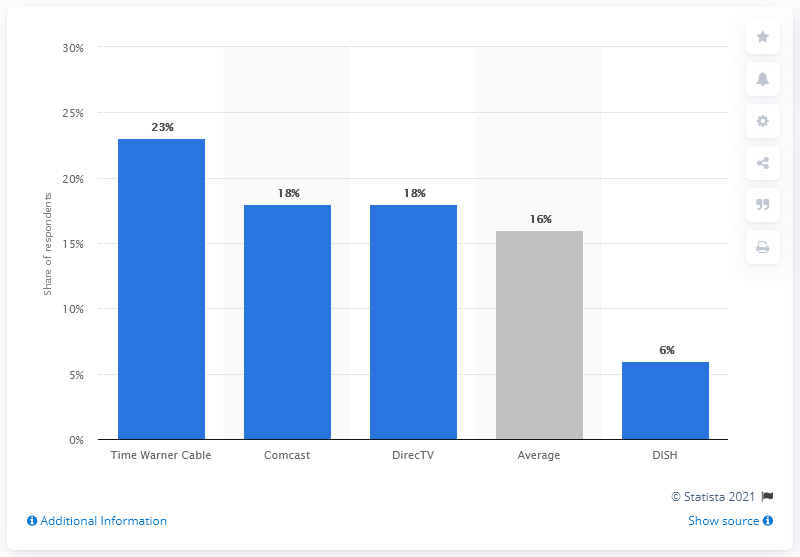 30%
25%
20%
15%
10%
5%
0%
Share of respondents
23%
18%
18%
16%
6%
Time Warner Cable
Comcast
DirecTV
Average
DISH
© Statista 2021
Additional Information
Show source